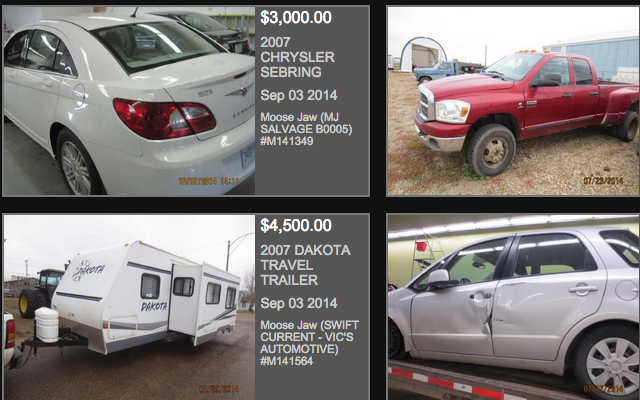 $3,000.00
2007
CHRYSLER
SEBRING
Sep 03 2014
Moose Jaw (MJ
SALVAGE B0005)
#M141349
07/23/2014
$4,500.00
2007 DAKOTA
TRAVEL
TRAILER
Sep 03 2014
Moose Jaw (SWIFT
CURRENT - VIC'S
AUTOMOTIVE)
#M141564
DAKOTA
DAKOTA